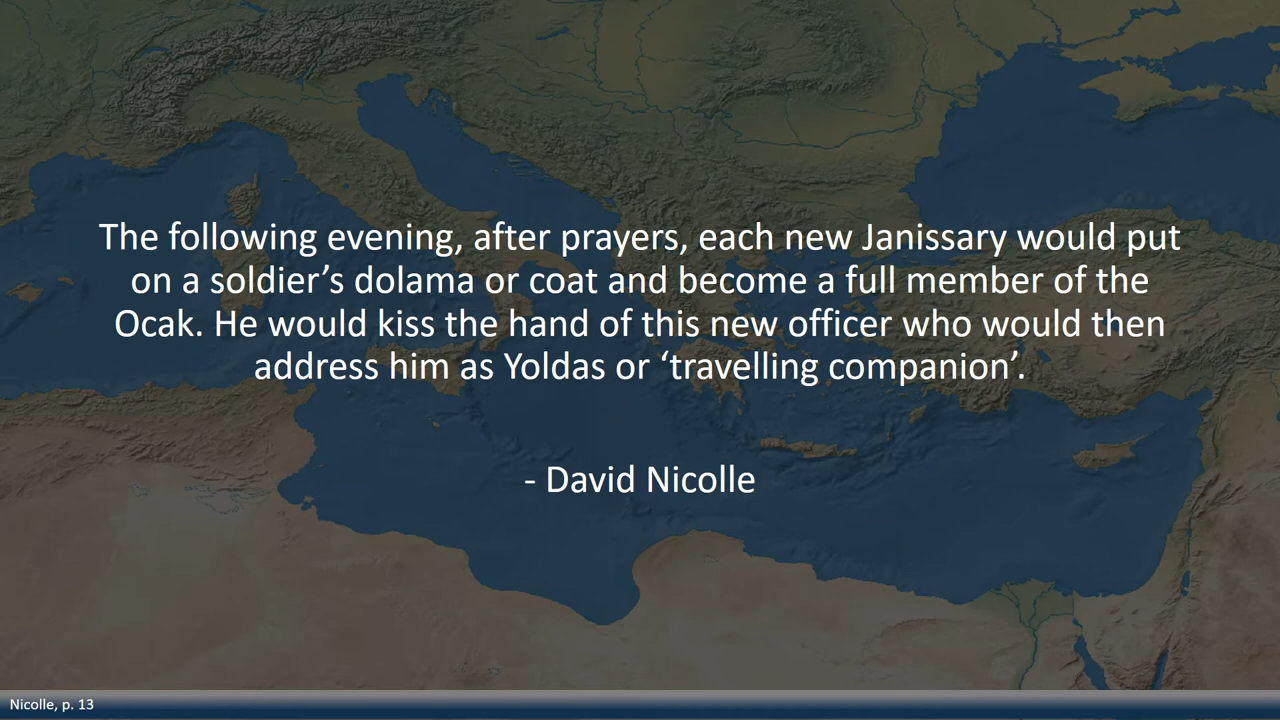 The following evening, after prayers, each new Janissary would put
on a soldier’s dolama or coat and become a full member of the
Ocak. He would kiss the hand of this new officer who would then
address him as Yoldas or ‘travelling companion’.
- David Nicolle
Nicolle, p. 13